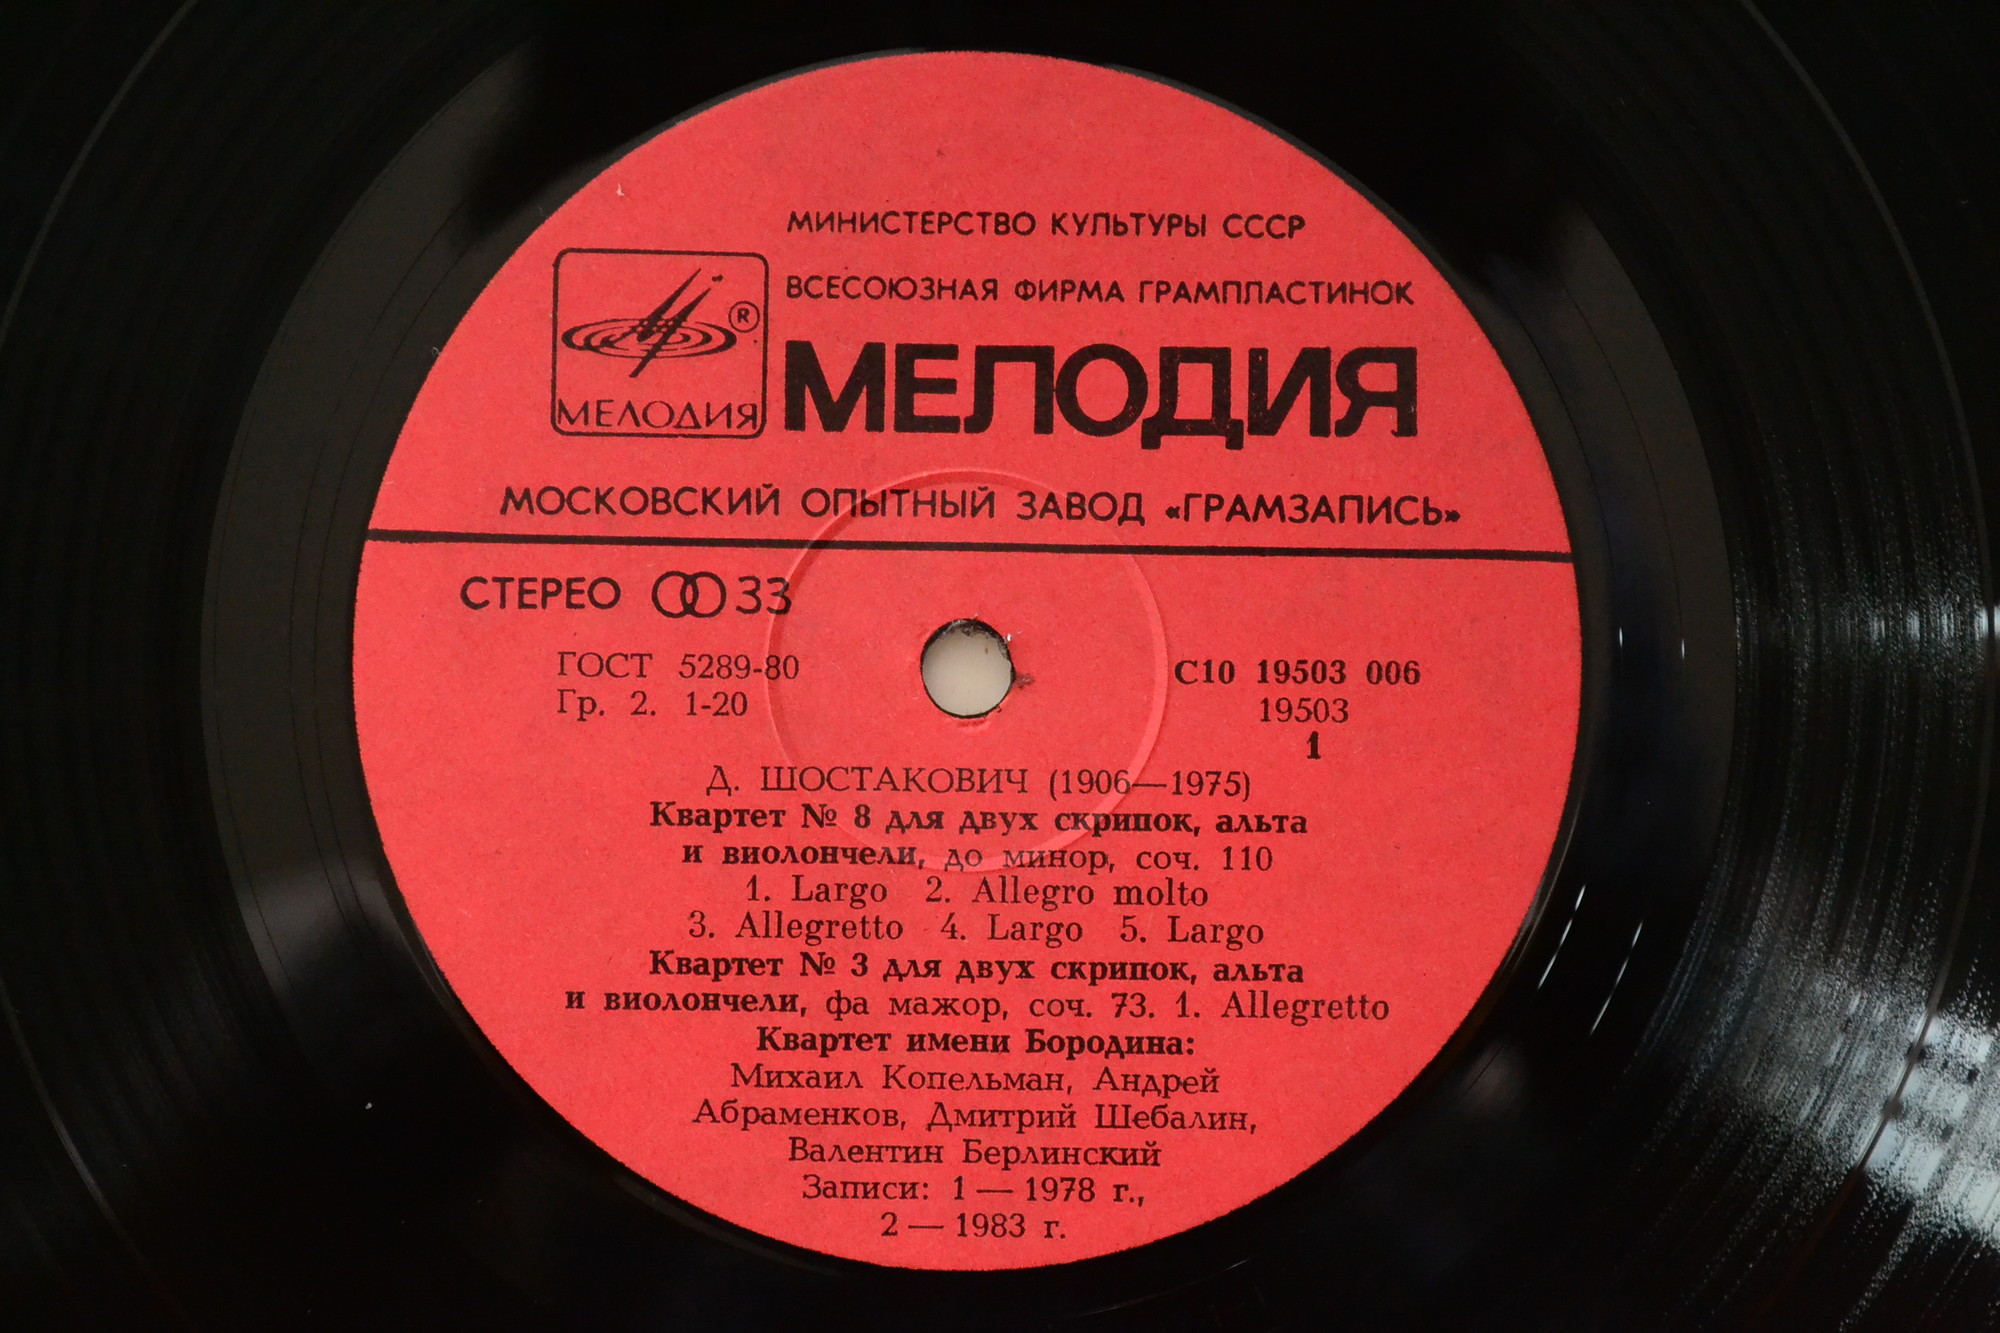 МИНИСТЕРСТВО КУЛЬТУРЫ СССР
ВСЕСОЮЗНАЯ ФИРМА ГРАМПЛАСТИНОК
® МЕЛОДИЯ
МЕЛОДИЯ
МОСКОВСКИЙ ОПЫТНЫЙ ЗАВОД «ГРАМЗАПИСЬ»
СТЕРЕО 33
ГОСТ 5289-80
Гр. 2. 1-20
С10 19503 006
19503
1
Д. ШОСТАКОВИЧ (1906—1975)
Квартет № 8 для двух скрипок, альта
и виолончели, до минор, соч. 110
1. Largo 2. Allegro molto
3. Allegretto 4. Largo 5. Largo
Квартет № 3 для двух скрипок, альта
и виолончели, фа мажор, соч. 73. 1. Allegretto
Квартет имени Бородина:
Михаил Копельман, Андрей
Абраменков, Дмитрий Шебалин,
Валентин Берлинский
Записи: 1 — 1978 г.,
2 — 1983 г.